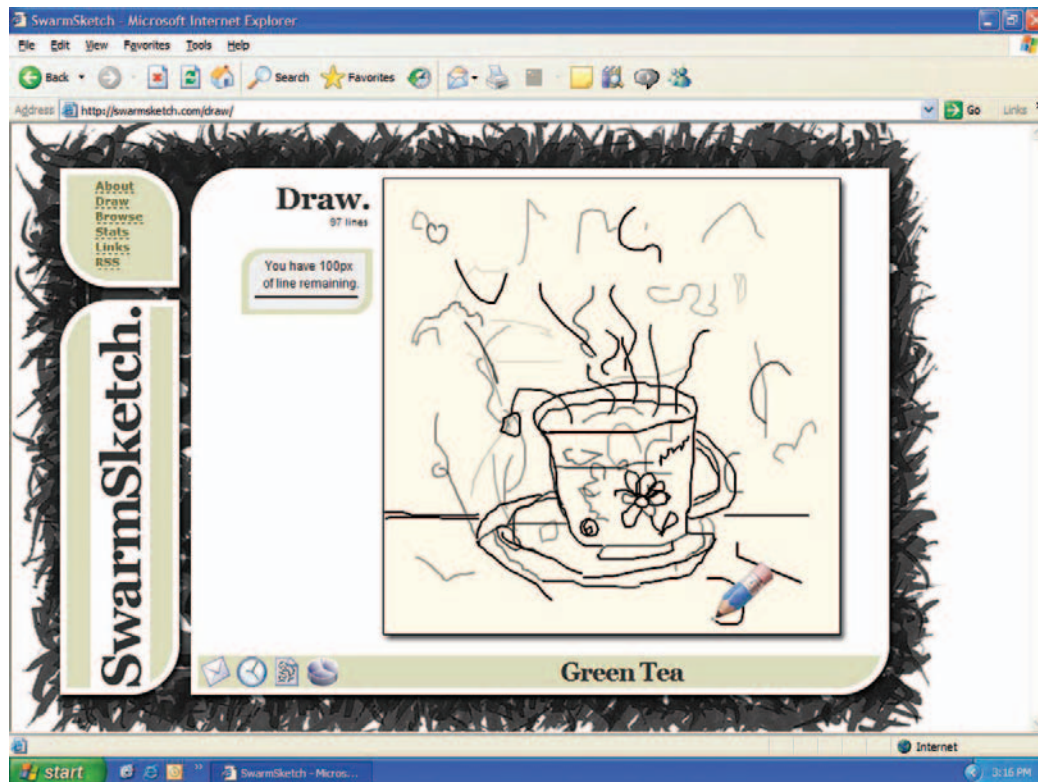 SwarmSketch - Microsoft Internet Explorer
File Edit View Favorites Tools Help
Back Search Favorites
Address http://swarmsketch.com/draw/ Go Links
About
Draw
Browse
Stats
Links
RSS
SwarmSketch.
Draw.
97 lines
You have 100px
of line remaining.
Green Tea
Internet
start SwarmSketch - Micros... 3:16 PM